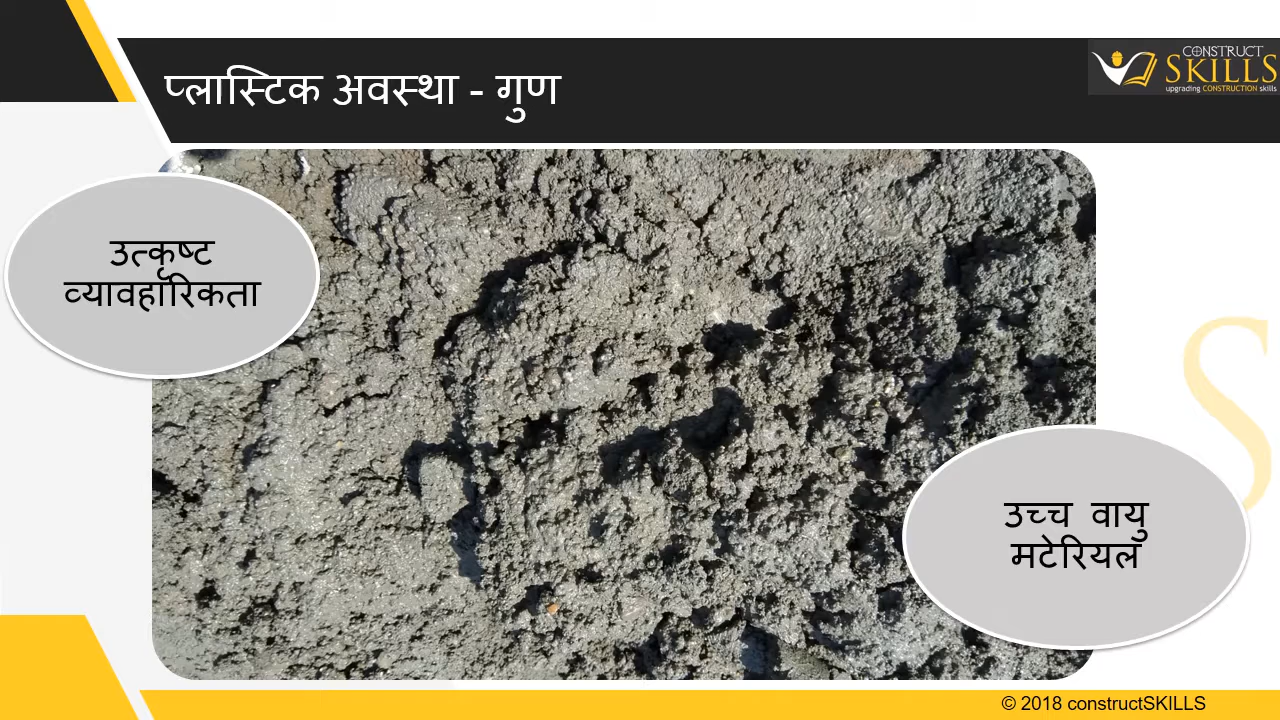 प्लास्टिक अवस्था - गुण
CONSTRUCT
SKILLS
upgrading CONSTRUCTION skills
उत्कृष्ट
व्यावहारिकता
उच्च वायु
मटेरियल
S
© 2018 constructSKILLS